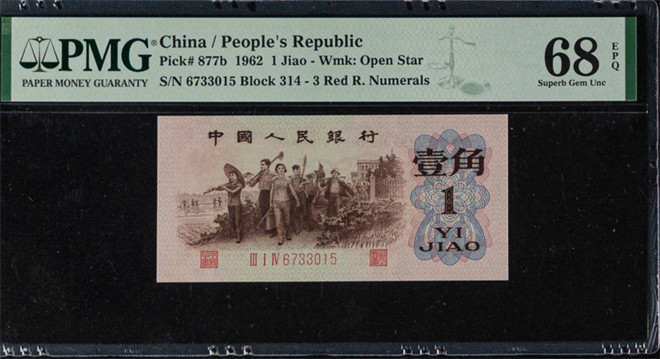 PMG
PAPER MONEY GUARANTY
China / People's Republic
Pick# 877b 1962 1 Jiao - Wmk: Open Star
S/N 6733015 Block 314 - 3 Red R. Numerals
68 EPQ
Superb Gem Unc
中國人民銀行
壹角
1
YI
JIAO
III I IV 6733015